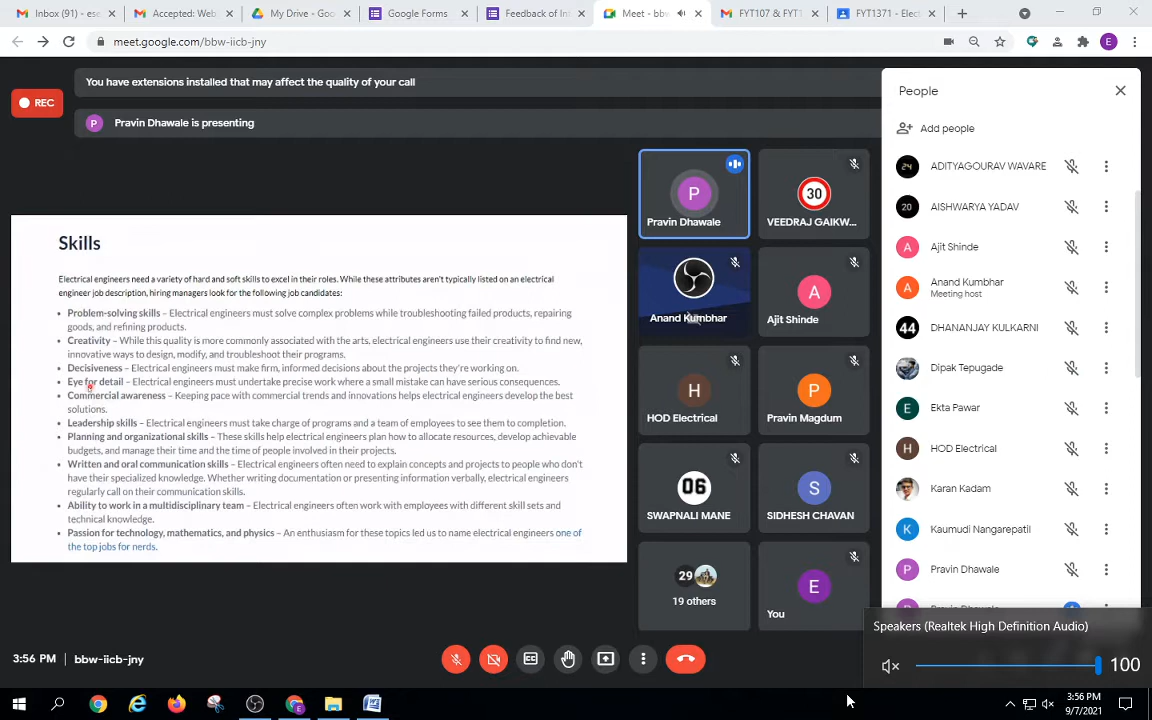 Inbox (91) - ese
Accepted: Web
My Drive - Goo
Google Forms
Feedback of In
Meet - bbw
FYT107 & FYT1
FYT1371 - Elect
meet.google.com/bbw-iicb-jny
E
You have extensions installed that may affect the quality of your call
REC
P Pravin Dhawale is presenting
Skills
Electrical engineers need a variety of hard and soft skills to excel in their roles. While these attributes aren't typically listed on an electrical
engineer job description, hiring managers look for the following job candidates:
• Problem-solving skills – Electrical engineers must solve complex problems while troubleshooting failed products, repairing
goods, and refining products.
• Creativity – While this quality is more commonly associated with the arts, electrical engineers use their creativity to find new,
innovative ways to design, modify, and troubleshoot their programs.
• Decisiveness – Electrical engineers must make firm, informed decisions about the projects they're working on.
• Eye for detail – Electrical engineers must undertake precise work where a small mistake can have serious consequences.
• Commercial awareness – Keeping pace with commercial trends and innovations helps electrical engineers develop the best
solutions.
• Leadership skills – Electrical engineers must take charge of programs and a team of employees to see them to completion.
• Planning and organizational skills – These skills help electrical engineers plan how to allocate resources, develop achievable
budgets, and manage their time and the time of people involved in their projects.
• Written and oral communication skills – Electrical engineers often need to explain concepts and projects to people who don't
have their specialized knowledge. Whether writing documentation or presenting information verbally, electrical engineers
regularly call on their communication skills.
• Ability to work in a multidisciplinary team – Electrical engineers often work with employees with different skill sets and
technical knowledge.
• Passion for technology, mathematics, and physics – An enthusiasm for these topics led us to name electrical engineers one of
the top jobs for nerds.
P
Pravin Dhawale
30
VEEDRAJ GAIKW...
Anand Kumbhar
A
Ajit Shinde
H
HOD Electrical
P
Pravin Magdum
06
SWAPNALI MANE
S
SIDHESH CHAVAN
29
19 others
E
You
People
Add people
24 ADITYAGOURAV WAVARE
20 AISHWARYA YADAV
A Ajit Shinde
A Anand Kumbhar
Meeting host
44 DHANANJAY KULKARNI
Dipak Tepugade
E Ekta Pawar
H HOD Electrical
Karan Kadam
K Kaumudi Nangarepatil
P Pravin Dhawale
Speakers (Realtek High Definition Audio)
100
3:56 PM | bbw-iicb-jny
3:56 PM
9/7/2021